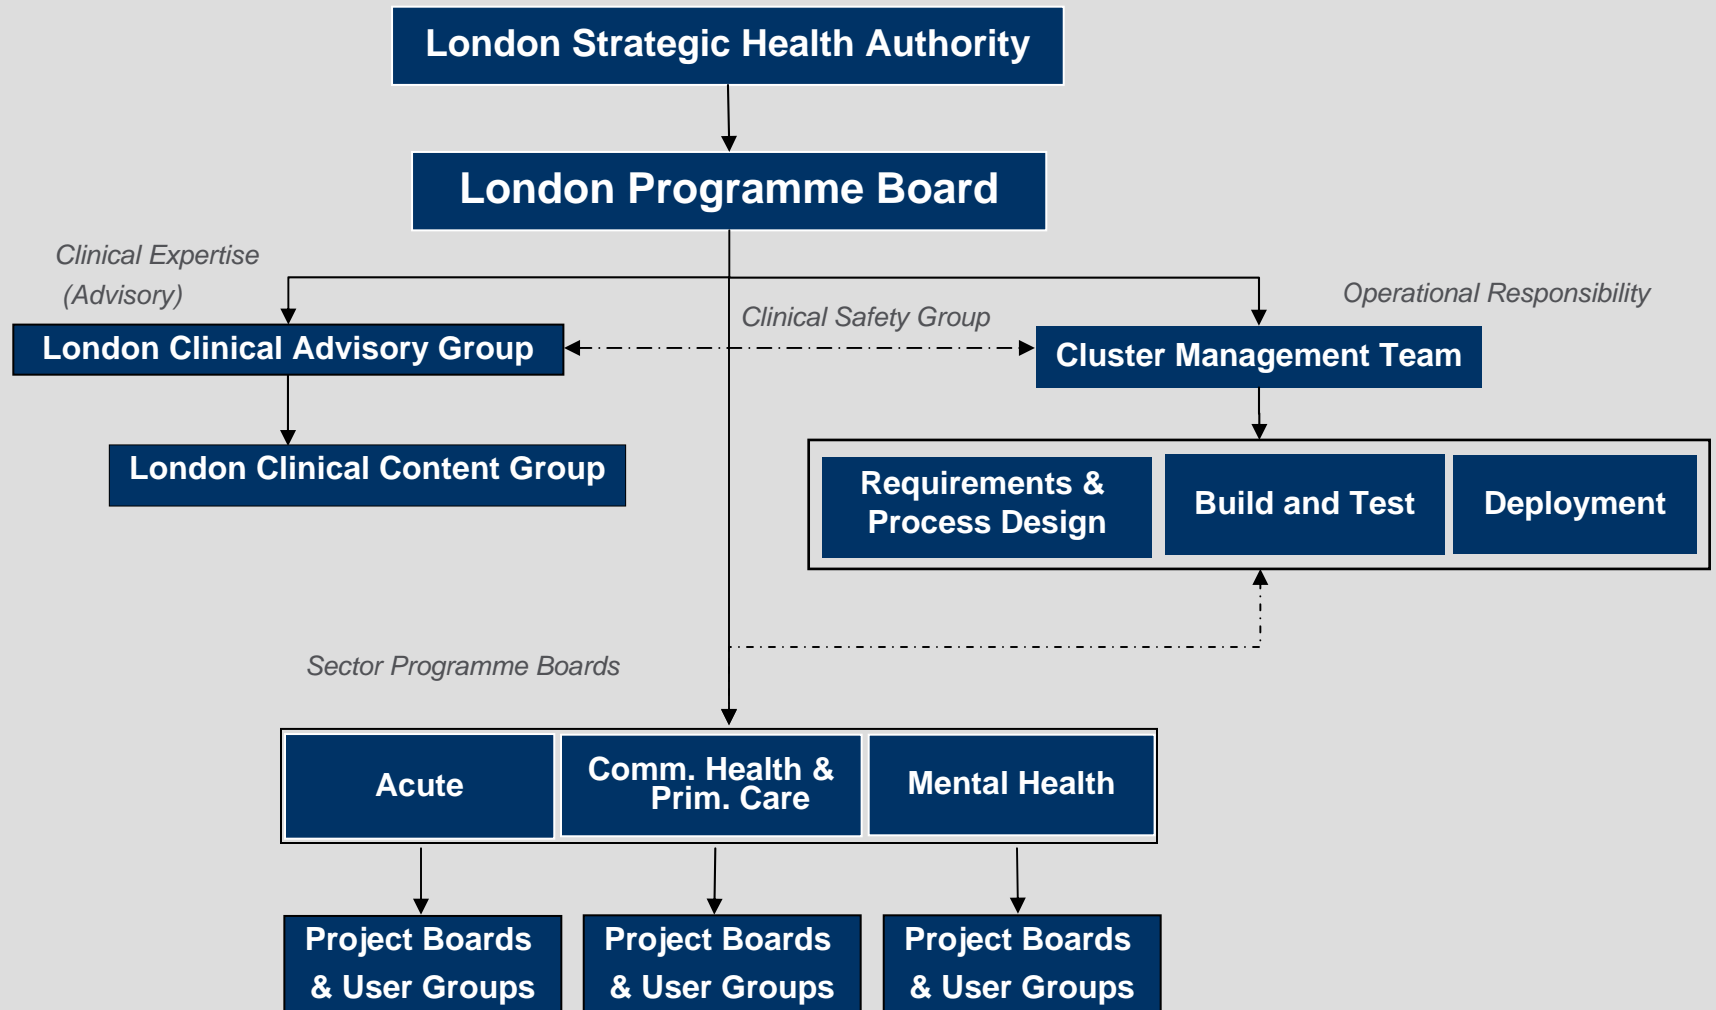 London Strategic Health Authority
London Programme Board
Clinical Expertise
(Advisory)
Clinical Safety Group
Operational Responsibility
London Clinical Advisory Group
Cluster Management Team
London Clinical Content Group
Requirements &
Process Design
Build and Test
Deployment
Sector Programme Boards
Acute
Comm. Health &
Prim. Care
Mental Health
Project Boards
& User Groups
Project Boards
& User Groups
Project Boards
& User Groups